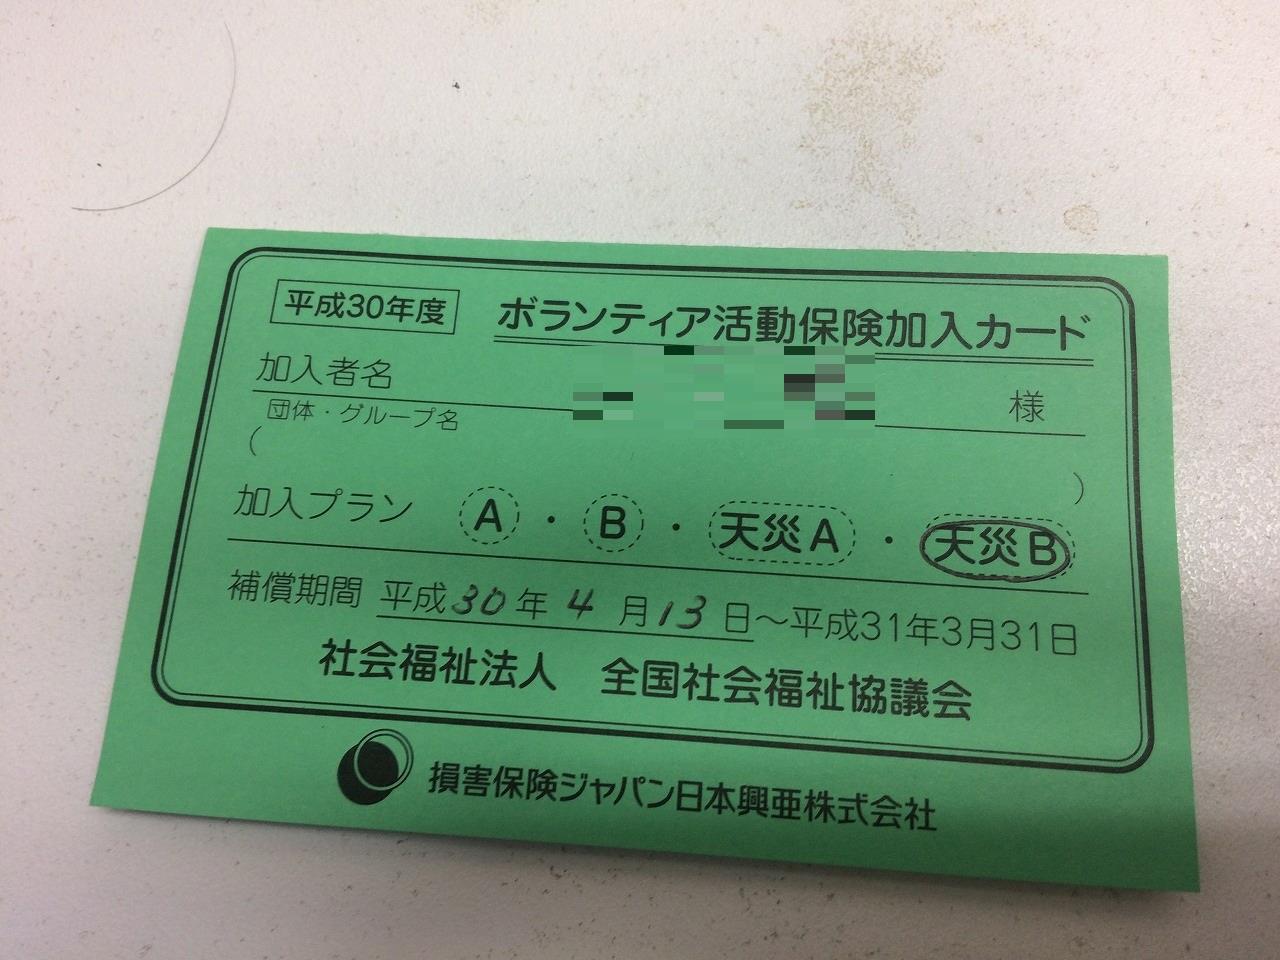 平成30年度 ボランティア活動保険加入カード
加入者名 様
団体・グループ名
( )
加入プラン A・B・天災A・天災B
補償期間 平成30年4月13日～平成31年3月31日
社会福祉法人 全国社会福祉協議会
損害保険ジャパン日本興亜株式会社